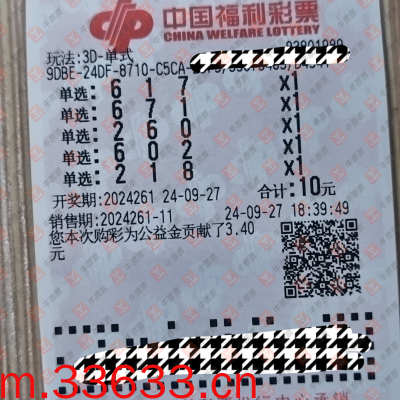 中国福利彩票
CHINA WELFARE LOTTERY
玩法:3D-单式
9DBE-24DF-8710-C5CA-
单选: 6 1 7 X1
单选: 6 7 1 X1
单选: 2 6 0 X1
单选: 6 0 2 X1
单选: 2 1 8 X1
开奖期:2024261 24-09-27 合计:10元
销售期:2024261-11 24-09-27 18:39:49
您本次购彩为公益金贡献了3.40
元
m.33633.cn